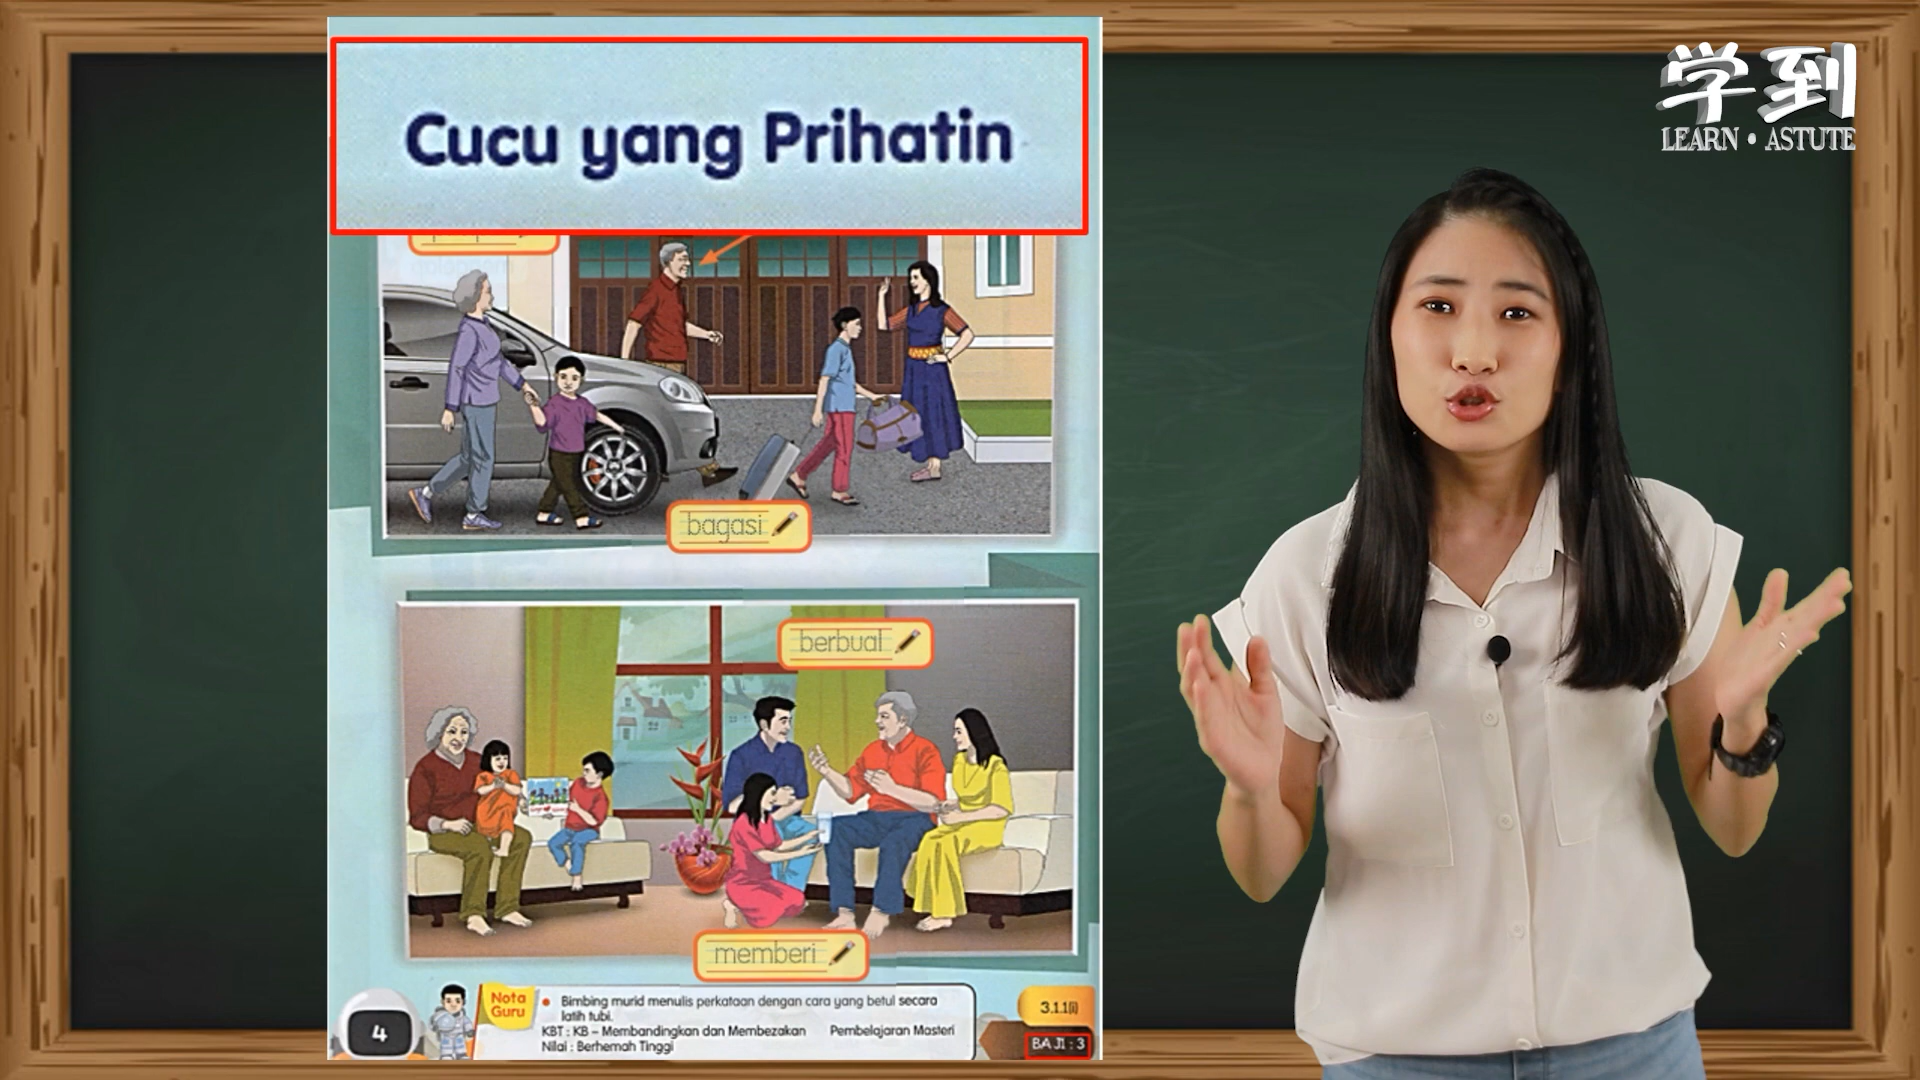 学到
LEARN • ASTUTE
Cucu yang Prihatin
bagasi
berbual
memberi
4
Nota
Guru
• Bimbing murid menulis perkataan dengan cara yang betul secara
latih tubi.
KBT : KB – Membandingkan dan Membezakan Pembelajaran Masteri
Nilai : Berhemah Tinggi
3.1.1(i)
BA Jl : 3